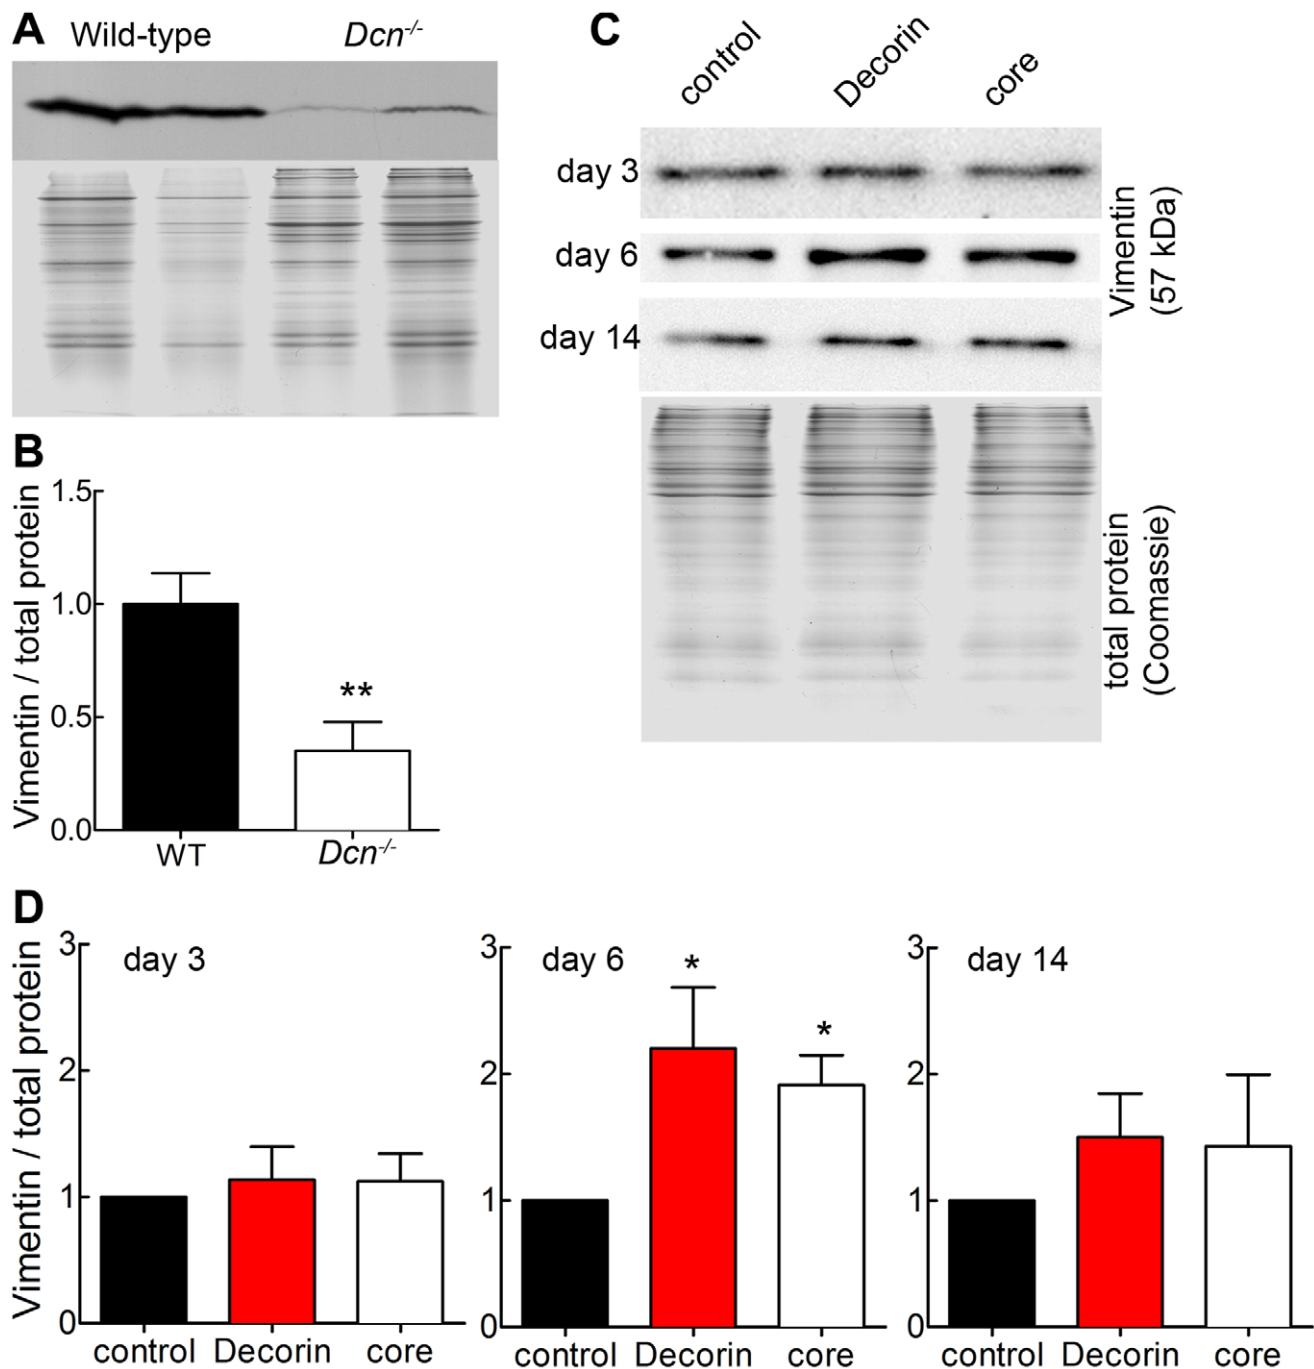 A
Wild-type
Dcn-/-
C
control
Decorin
core
day 3
day 6
day 14
Vimentin
(57 kDa)
total protein
(Coomassie)
B
Vimentin / total protein
1.5
1.0
0.5
0.0
**
WT
Dcn-/-
D
Vimentin / total protein
3
2
1
0
day 3
control
Decorin
core
3
2
1
0
day 6
*
*
control
Decorin
core
3
2
1
0
day 14
control
Decorin
core